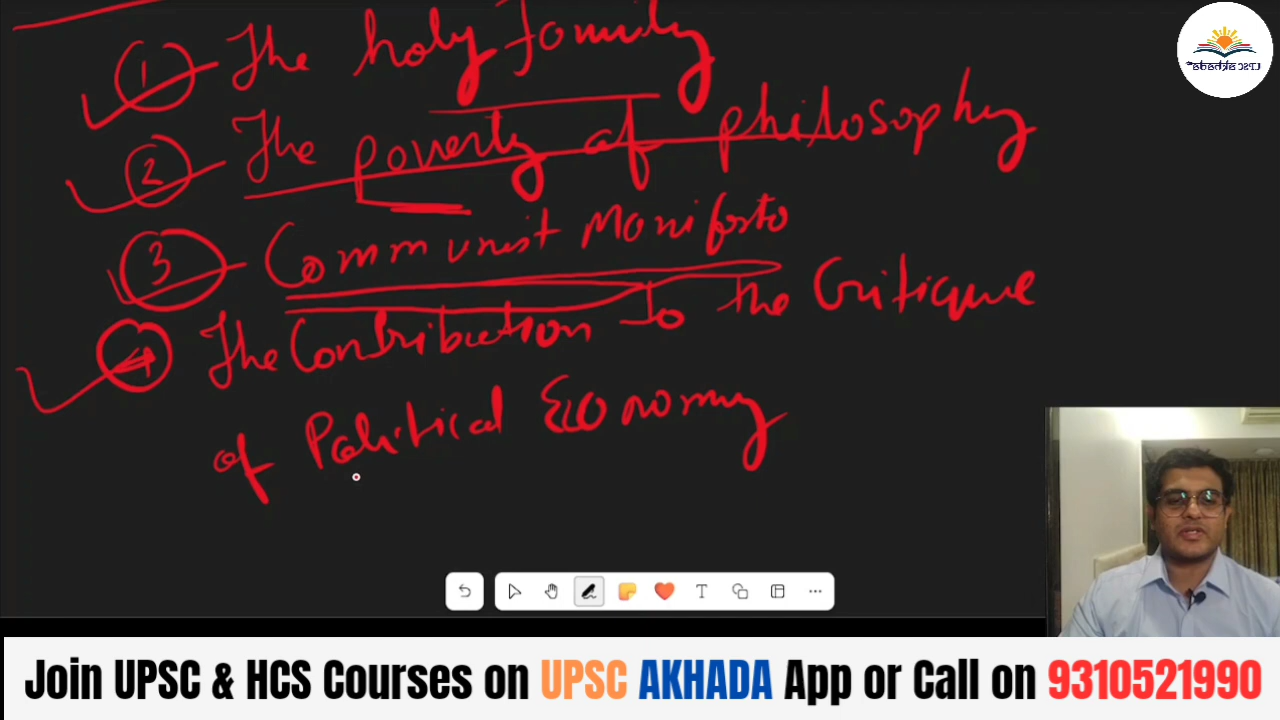 1 The holy family
2 The poverty of philosophy
3 Communist Manifesto
4 The Contribution To the Critique
of Political Economy
Join UPSC & HCS Courses on UPSC AKHADA App or Call on 9310521990